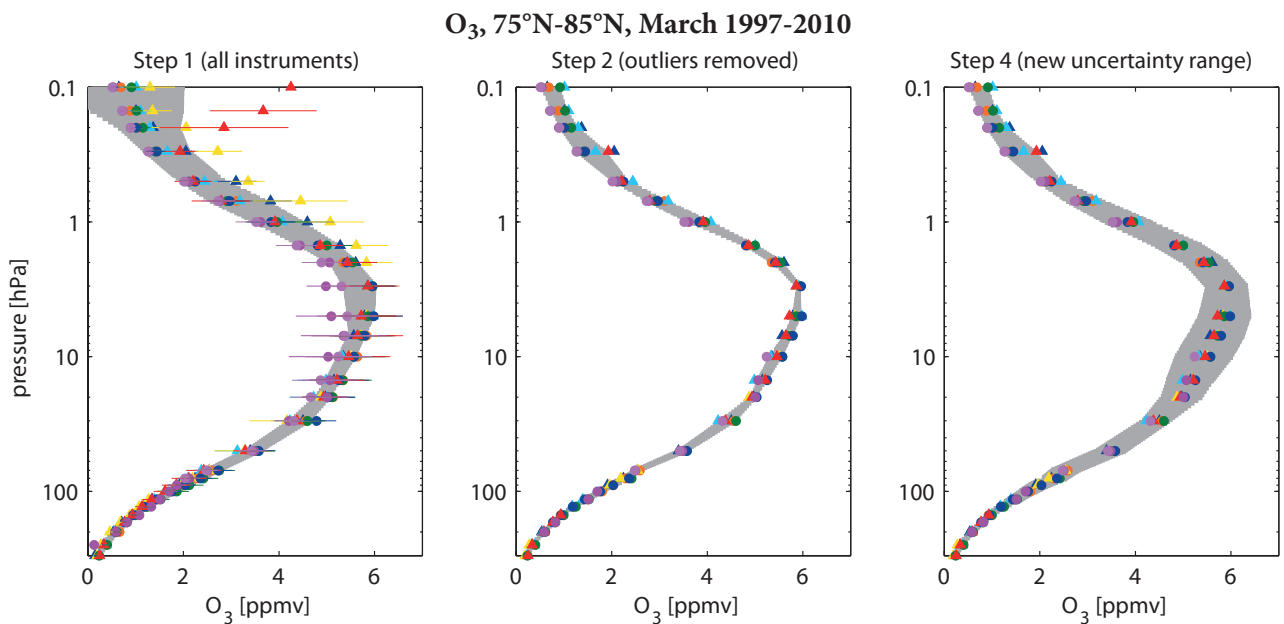 O3, 75°N-85°N, March 1997-2010
Step 1 (all instruments)
Step 2 (outliers removed)
Step 4 (new uncertainty range)
pressure [hPa]
0.1
1
10
100
0 2 4 6
O3 [ppmv]
0.1
1
10
100
0 2 4 6
O3 [ppmv]
0.1
1
10
100
0 2 4 6
O3 [ppmv]